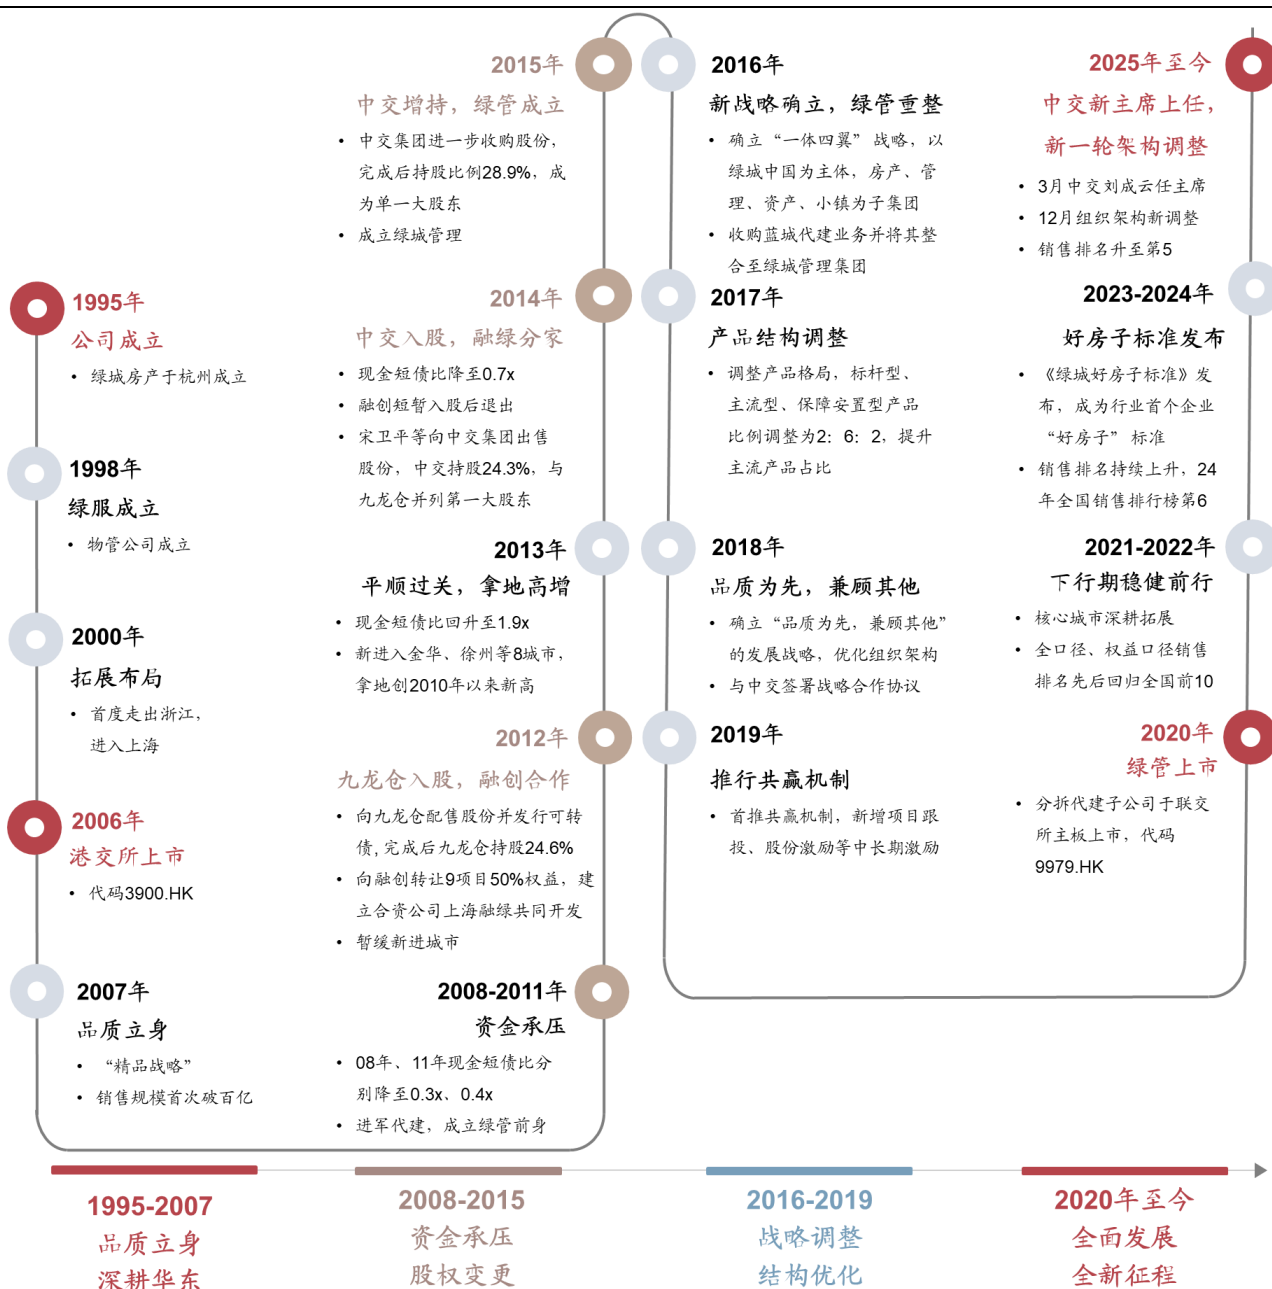 1995年
公司成立
• 绿城房产于杭州成立
1998年
绿服成立
• 物管公司成立
2000年
拓展布局
• 首度走出浙江，
进入上海
2006年
港交所上市
• 代码3900.HK
2007年
品质立身
• “精品战略”
• 销售规模首次破百亿
2008-2011年
资金承压
• 08年、11年现金短债比分
别降至0.3x、0.4x
• 进军代建，成立绿管前身
2012年
九龙仓入股，融创合作
• 向九龙仓配售股份并发行可转
债，完成后九龙仓持股24.6%
• 向融创转让9项目50%权益，建
立合资公司上海融绿共同开发
• 暂缓新进城市
2013年
平顺过关，拿地高增
• 现金短债比回升至1.9x
• 新进入金华、徐州等8城市，
拿地创2010年以来新高
2014年
中交入股，融绿分家
• 现金短债比降至0.7x
• 融创短暂入股后退出
• 宋卫平等向中交集团出售
股份，中交持股24.3%，与
九龙仓并列第一大股东
2015年
中交增持，绿管成立
• 中交集团进一步收购股份，
完成后持股比例28.9%，成
为单一大股东
• 成立绿城管理
2016年
新战略确立，绿管重整
• 确立“一体四翼” 战略，以
绿城中国为主体，房产、管
理、资产、小镇为子集团
• 收购蓝城代建业务并将其整
合至绿城管理集团
2017年
产品结构调整
• 调整产品格局，标杆型、
主流型、保障安置型产品
比例调整为2：6：2，提升
主流产品占比
2018年
品质为先，兼顾其他
• 确立“品质为先，兼顾其他”
的发展战略，优化组织架构
• 与中交签署战略合作协议
2019年
推行共赢机制
• 首推共赢机制，新增项目跟
投、股份激励等中长期激励
2020年
绿管上市
• 分拆代建子公司于联交
所主板上市，代码
9979.HK
2021-2022年
下行期稳健前行
• 核心城市深耕拓展
• 全口径、权益口径销售
排名先后回归全国前10
2023-2024年
好房子标准发布
• 《绿城好房子标准》发
布，成为行业首个企业
“好房子” 标准
• 销售排名持续上升，24
年全国销售排行榜第6
2025年至今
中交新主席上任，
新一轮架构调整
• 3月中交刘成云任主席
• 12月组织架构新调整
• 销售排名升至第5
1995-2007
品质立身
深耕华东
2008-2015
资金承压
股权变更
2016-2019
战略调整
结构优化
2020年至今
全面发展
全新征程